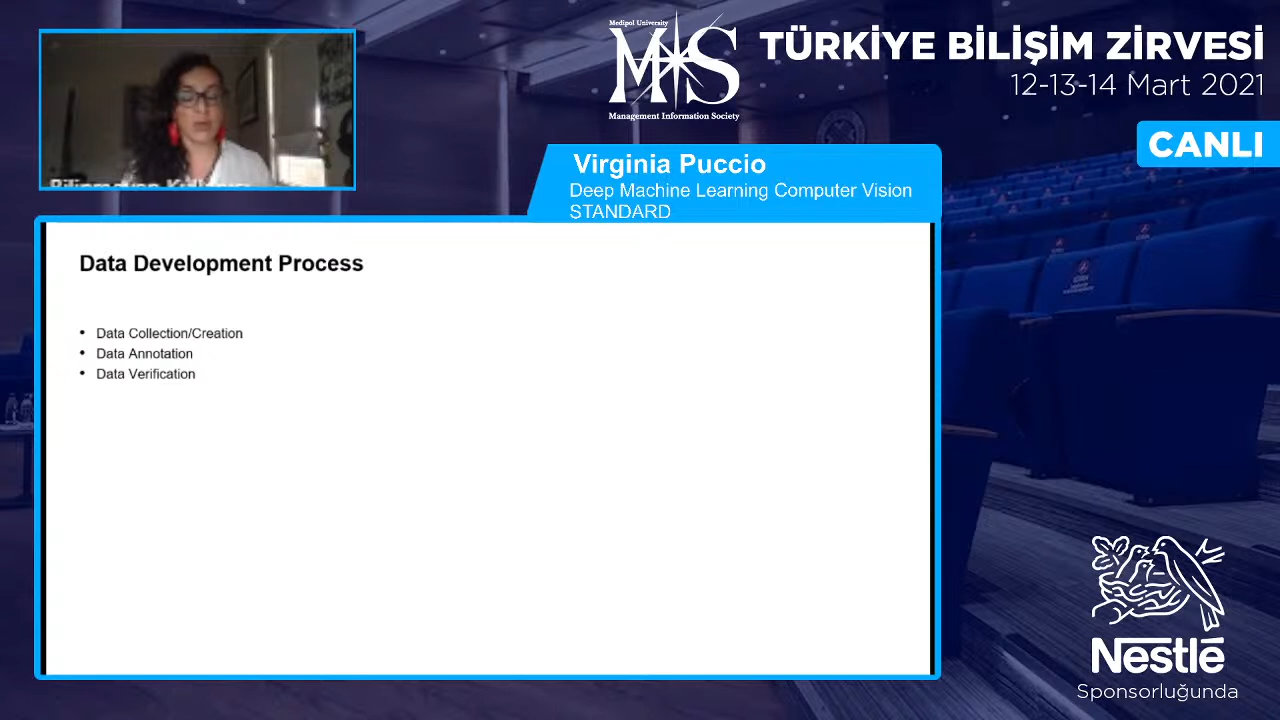 Medipol University
MIS
Management Information Society
TÜRKİYE BİLİŞİM ZİRVESİ
12-13-14 Mart 2021
CANLI
Virginia Puccio
Deep Machine Learning Computer Vision
STANDARD
Data Development Process
• Data Collection/Creation
• Data Annotation
• Data Verification
Nestlé
Sponsorluğunda